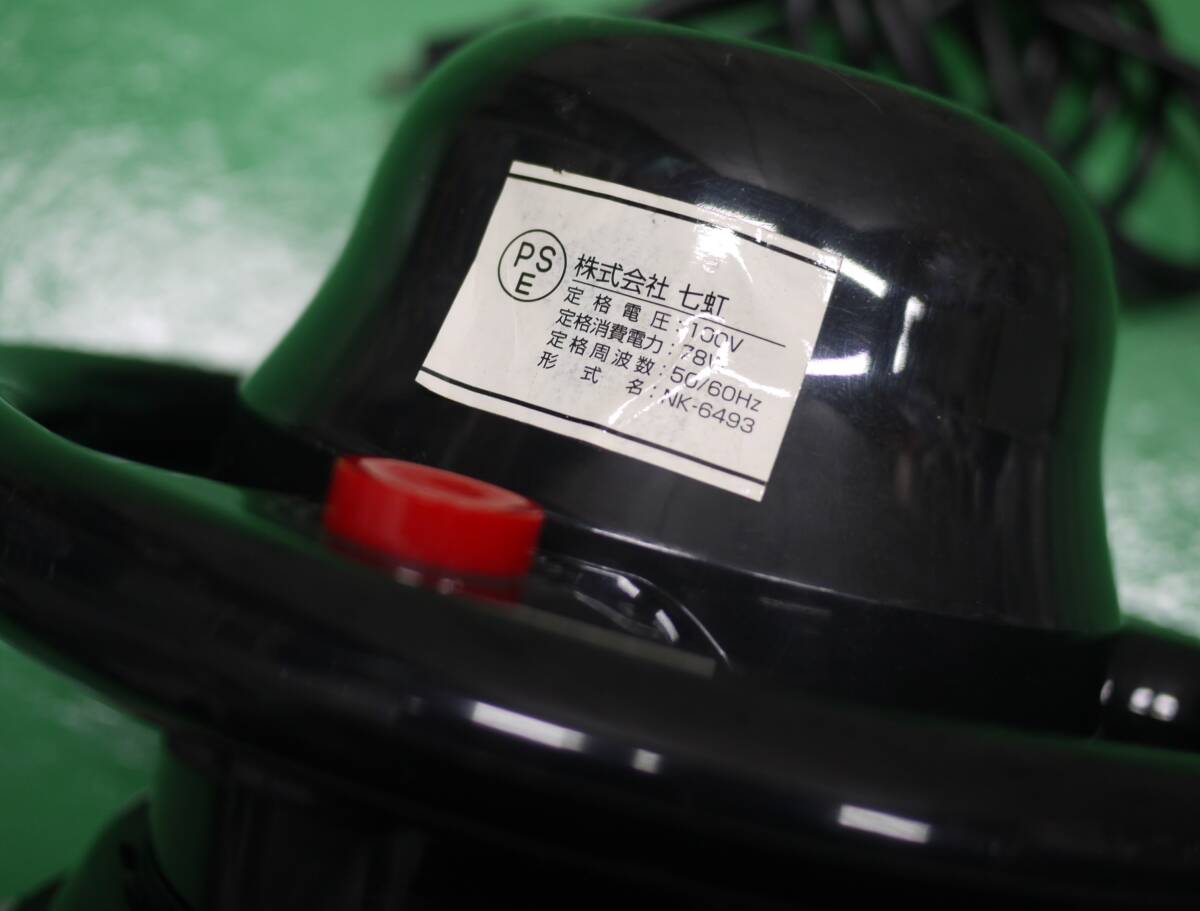 PS
E
株式会社 七虹
定格電圧:100V
定格消費電力:78W
定格周波数:50/60Hz
形式名:NK-6493